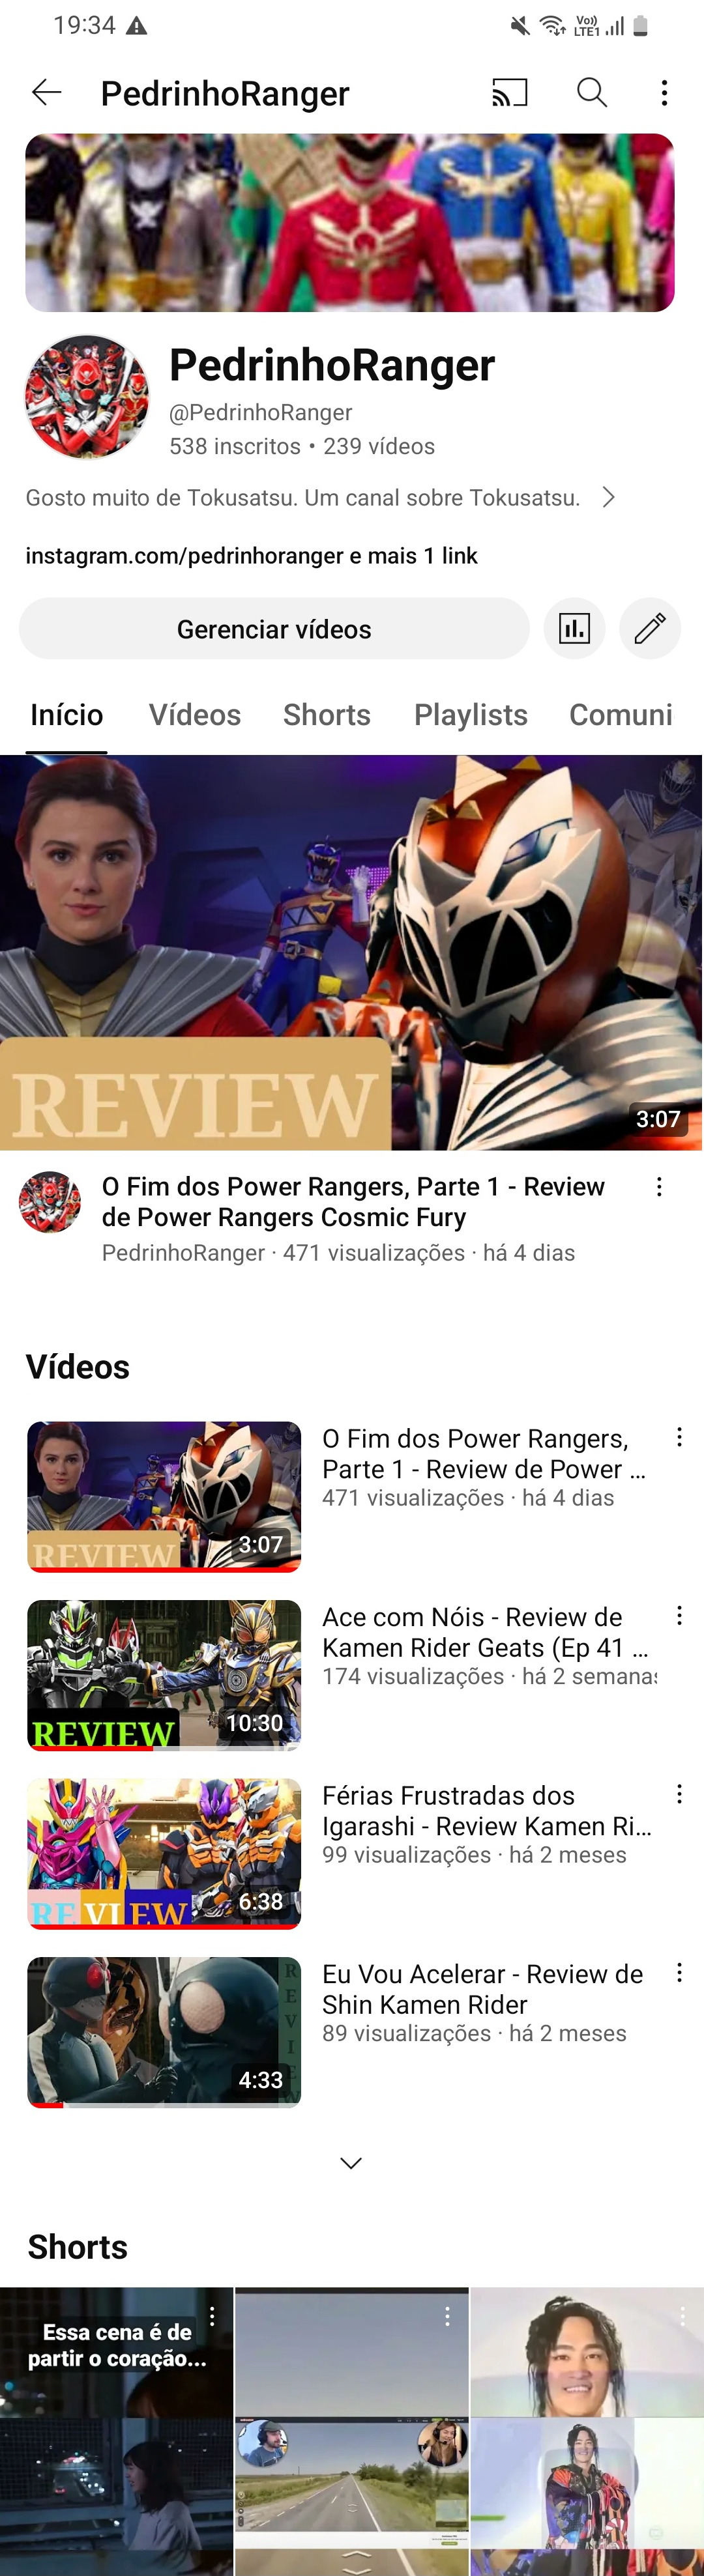 19:34
Vo))
LTE1
PedrinhoRanger
PedrinhoRanger
@PedrinhoRanger
538 inscritos • 239 vídeos
Gosto muito de Tokusatsu. Um canal sobre Tokusatsu.
instagram.com/pedrinhoranger e mais 1 link
Gerenciar vídeos
Início Vídeos Shorts Playlists Comuni
REVIEW
3:07
O Fim dos Power Rangers, Parte 1 - Review
de Power Rangers Cosmic Fury
PedrinhoRanger · 471 visualizações · há 4 dias
Vídeos
REVIEW
3:07
O Fim dos Power Rangers,
Parte 1 - Review de Power ...
471 visualizações · há 4 dias
REVIEW
10:30
Ace com Nóis - Review de
Kamen Rider Geats (Ep 41 ...
174 visualizações · há 2 semanas
REVIEW
6:38
Férias Frustradas dos
Igarashi - Review Kamen Ri...
99 visualizações · há 2 meses
REVIEW
4:33
Eu Vou Acelerar - Review de
Shin Kamen Rider
89 visualizações · há 2 meses
Shorts
Essa cena é de
partir o coração...